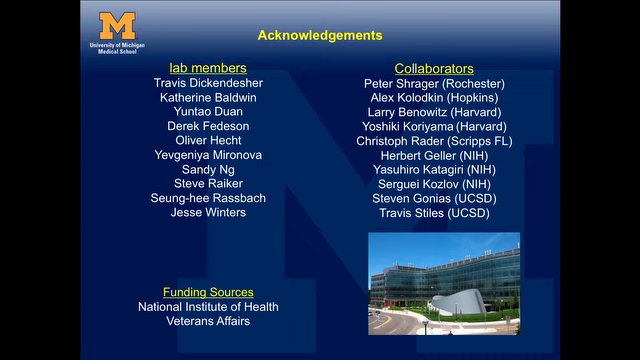 M
University of Michigan
Medical School
Acknowledgements
lab members
Travis Dickendesher
Katherine Baldwin
Yuntao Duan
Derek Fedeson
Oliver Hecht
Yevgeniya Mironova
Sandy Ng
Steve Raiker
Seung-hee Rassbach
Jesse Winters
Collaborators
Peter Shrager (Rochester)
Alex Kolodkin (Hopkins)
Larry Benowitz (Harvard)
Yoshiki Koriyama (Harvard)
Christoph Rader (Scripps FL)
Herbert Geller (NIH)
Yasuhiro Katagiri (NIH)
Serguei Kozlov (NIH)
Steven Gonias (UCSD)
Travis Stiles (UCSD)
Funding Sources
National Institute of Health
Veterans Affairs